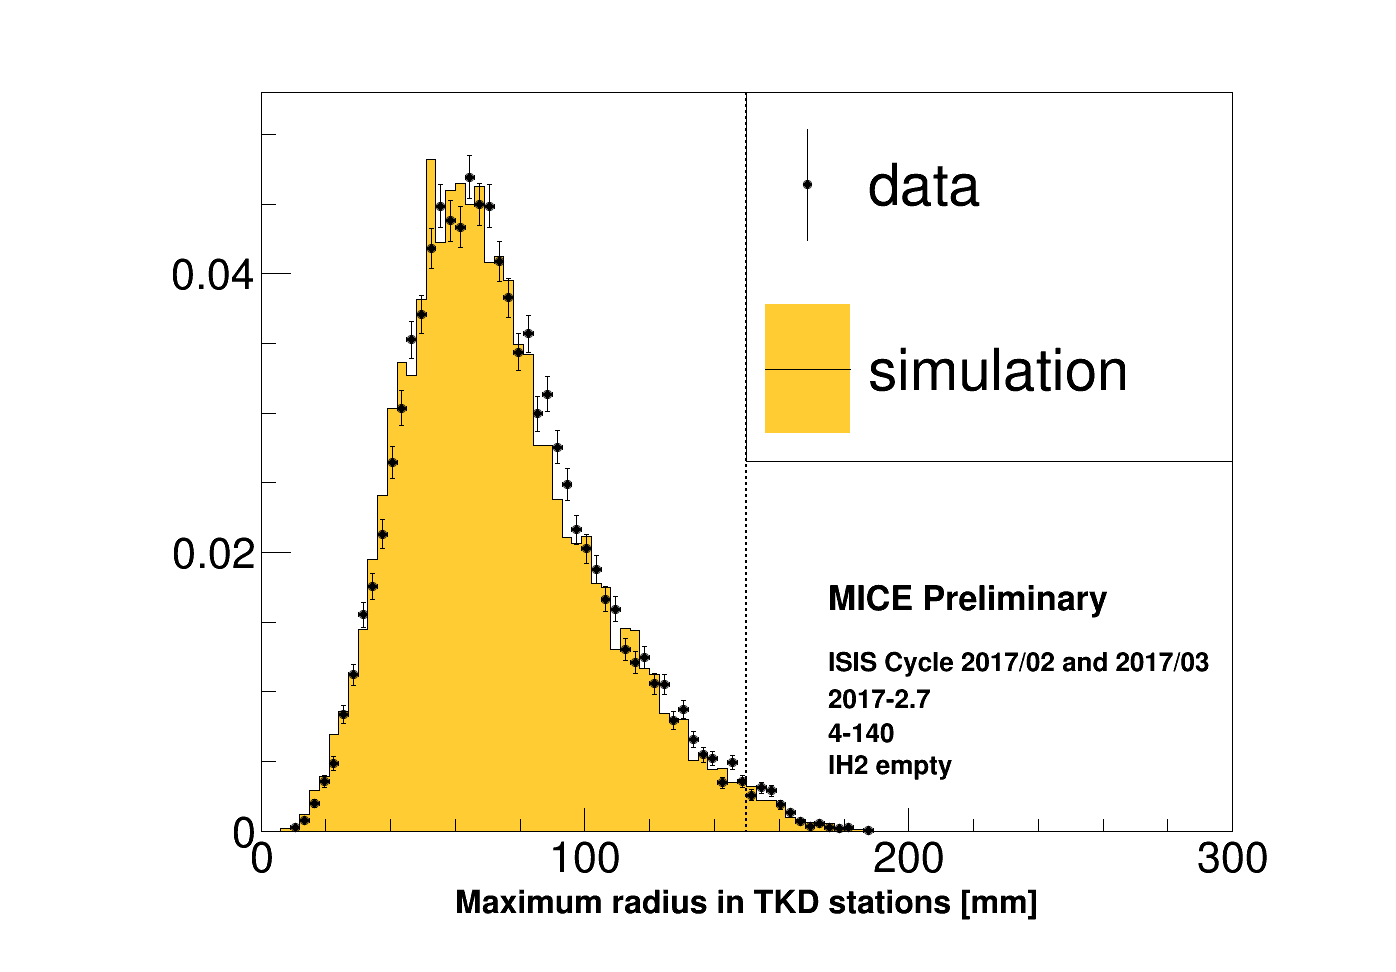 data
0.04
simulation
0.02
MICE Preliminary
ISIS Cycle 2017/02 and 2017/03
2017-2.7
4-140
IH2 empty
0
0 100 200 300
Maximum radius in TKD stations [mm]